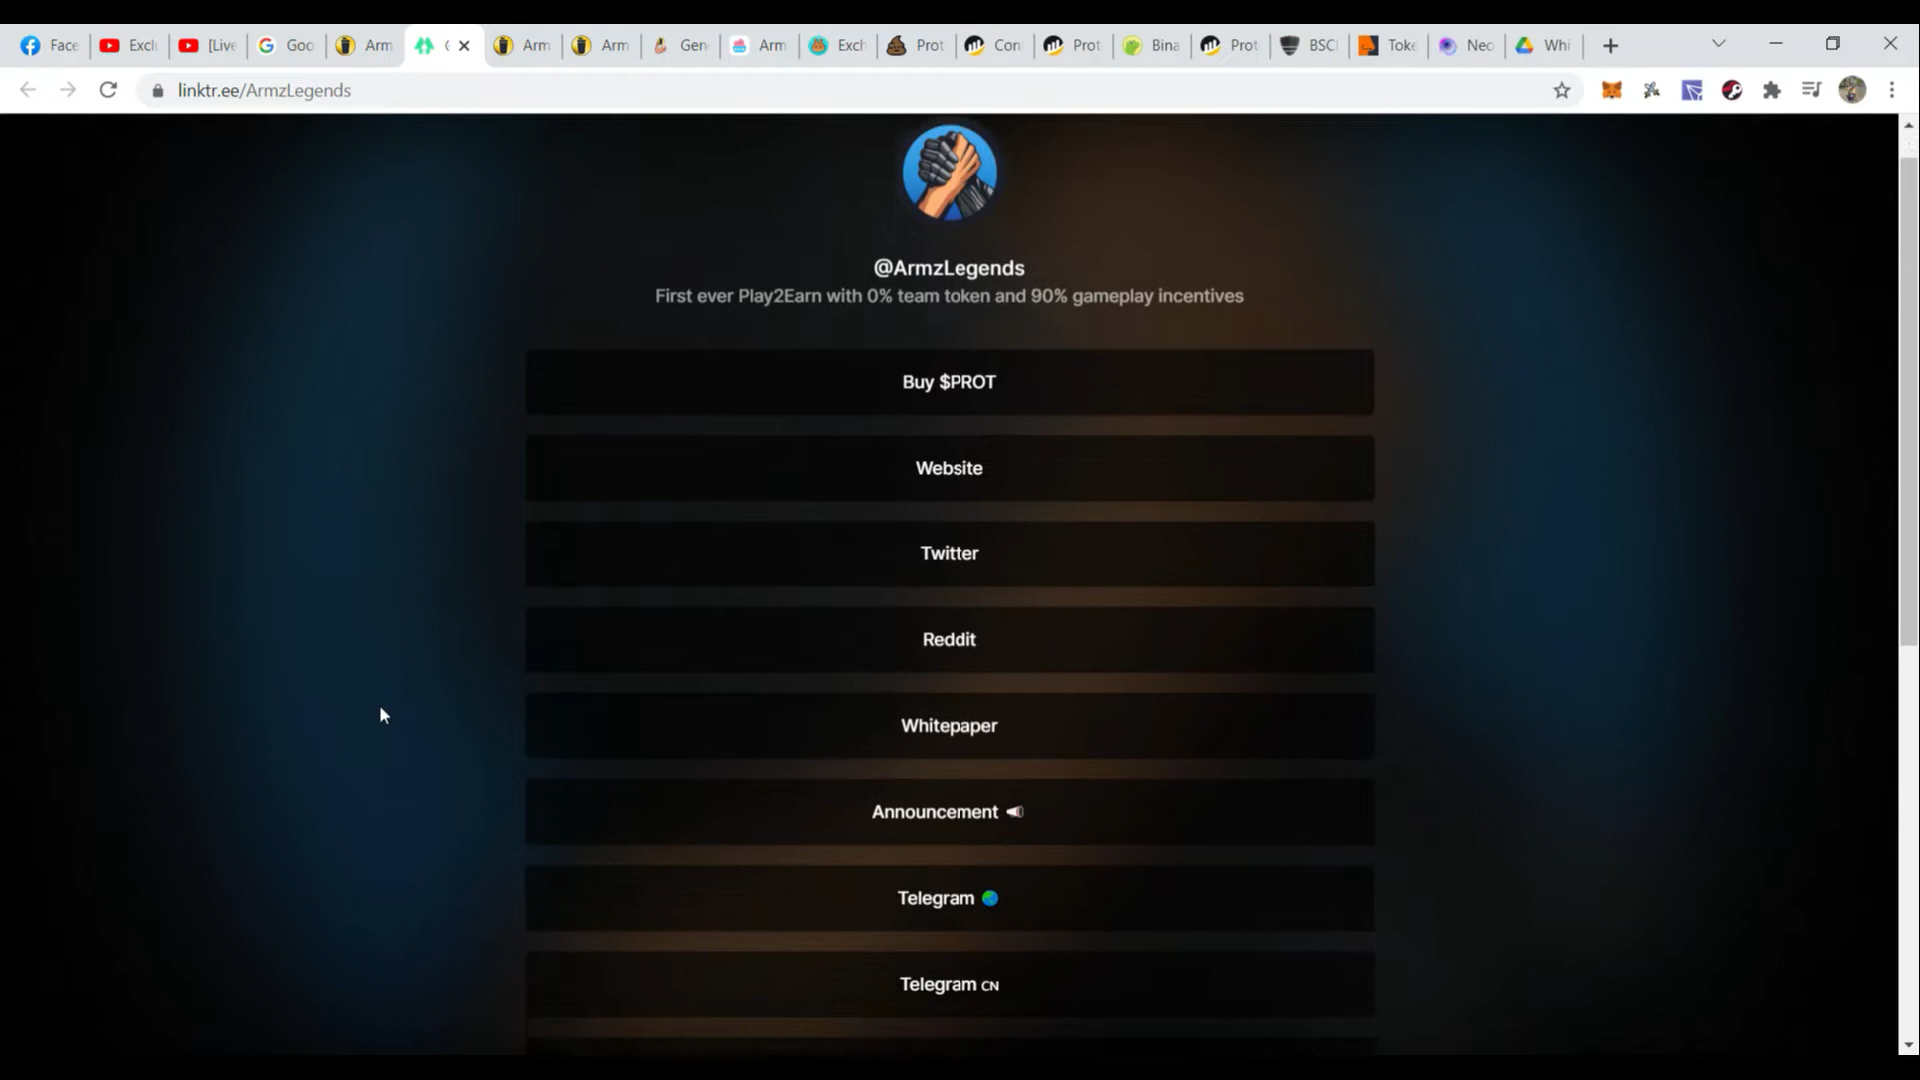 Face
Excl
[Live
Goo
Arm
Arm
Arm
Gen
Arm
Exch
Prot
Con
Prot
Bina
Prot
BSC
Toke
Neo
Whi
linktr.ee/ArmzLegends
@ArmzLegends
First ever Play2Earn with 0% team token and 90% gameplay incentives
Buy $PROT
Website
Twitter
Reddit
Whitepaper
Announcement
Telegram
Telegram CN